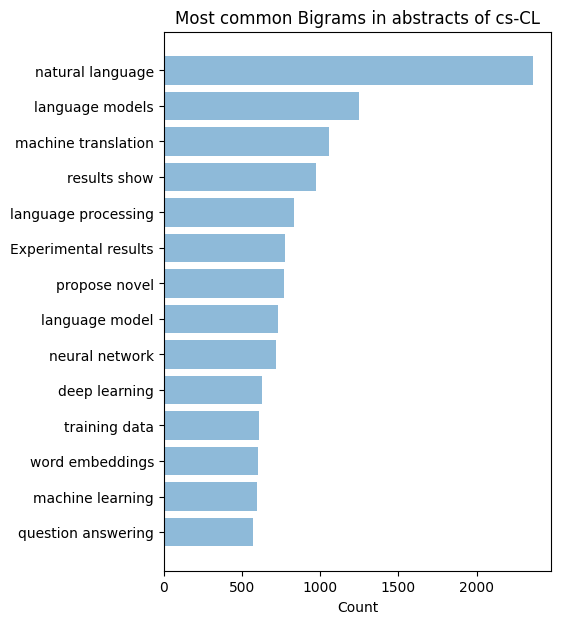 Most common Bigrams in abstracts of cs-CL
natural language
language models
machine translation
results show
language processing
Experimental results
propose novel
language model
neural network
deep learning
training data
word embeddings
machine learning
question answering
0 500 1000 1500 2000
Count